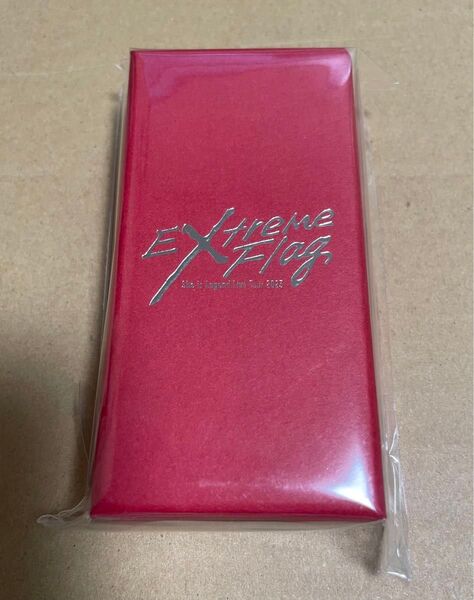 EXtreme
Flag
She is Legend Live Tour 2023